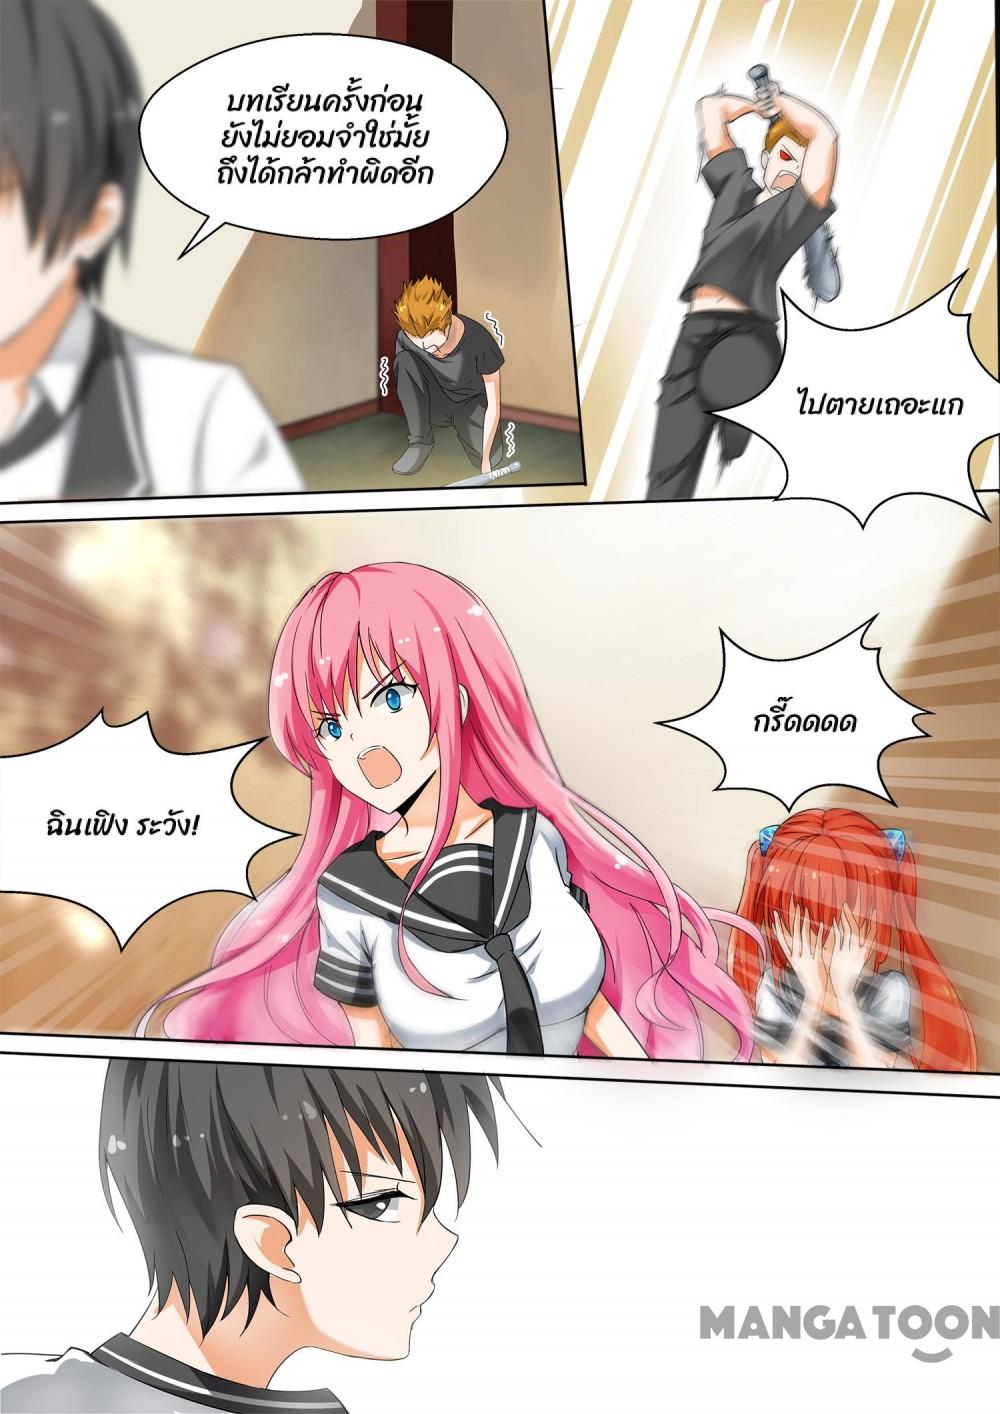 บทเรียนครั้งก่อน
ยังไม่ยอมจำใช่มั้ย
ถึงได้กล้าทำผิดอีก
ไปตายเถอะแก
กรี๊ดดดด
ฉินเฟิง ระวัง!
MANGATOON